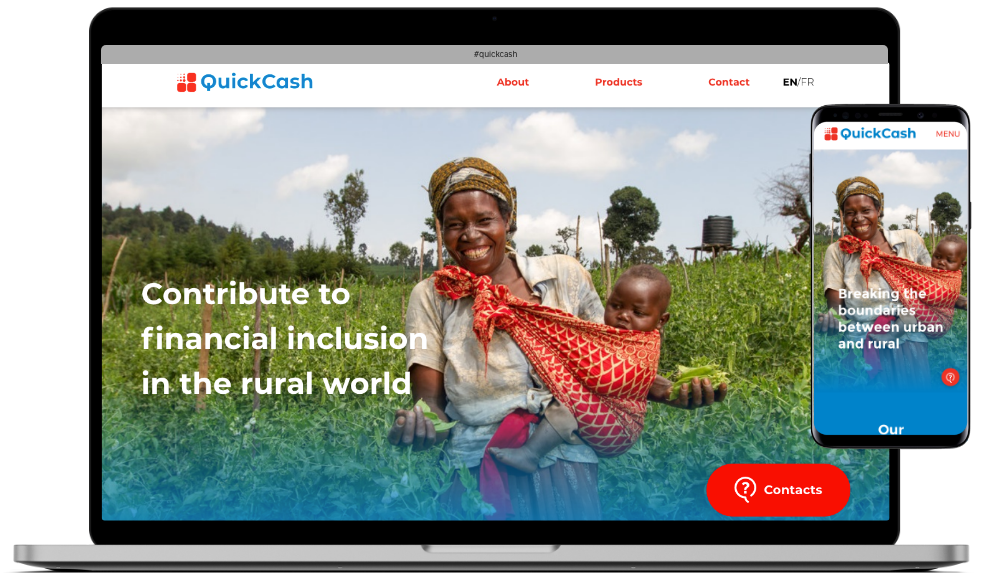 #quickcash
QuickCash
About
Products
Contact
EN/FR
Contribute to
financial inclusion
in the rural world
Contacts
QuickCash
MENU
Breaking the
boundaries
between urban
and rural
Our